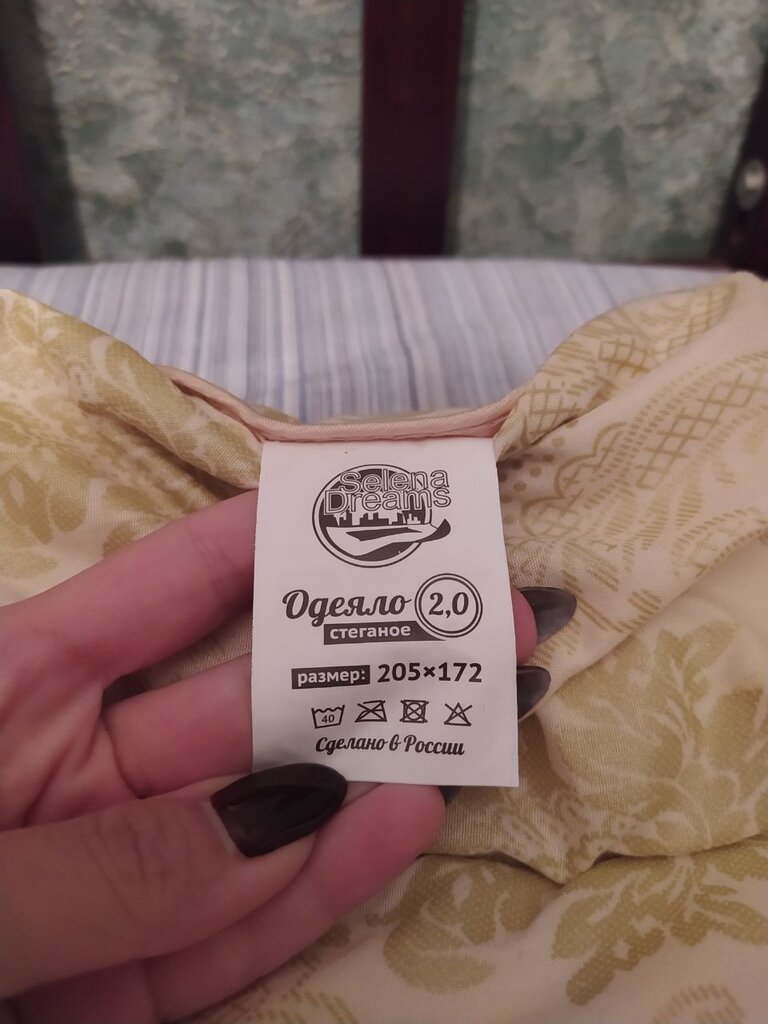 Selena
Dreams
Одеяло 2,0
стеганое
размер: 205×172
40
Сделано в России